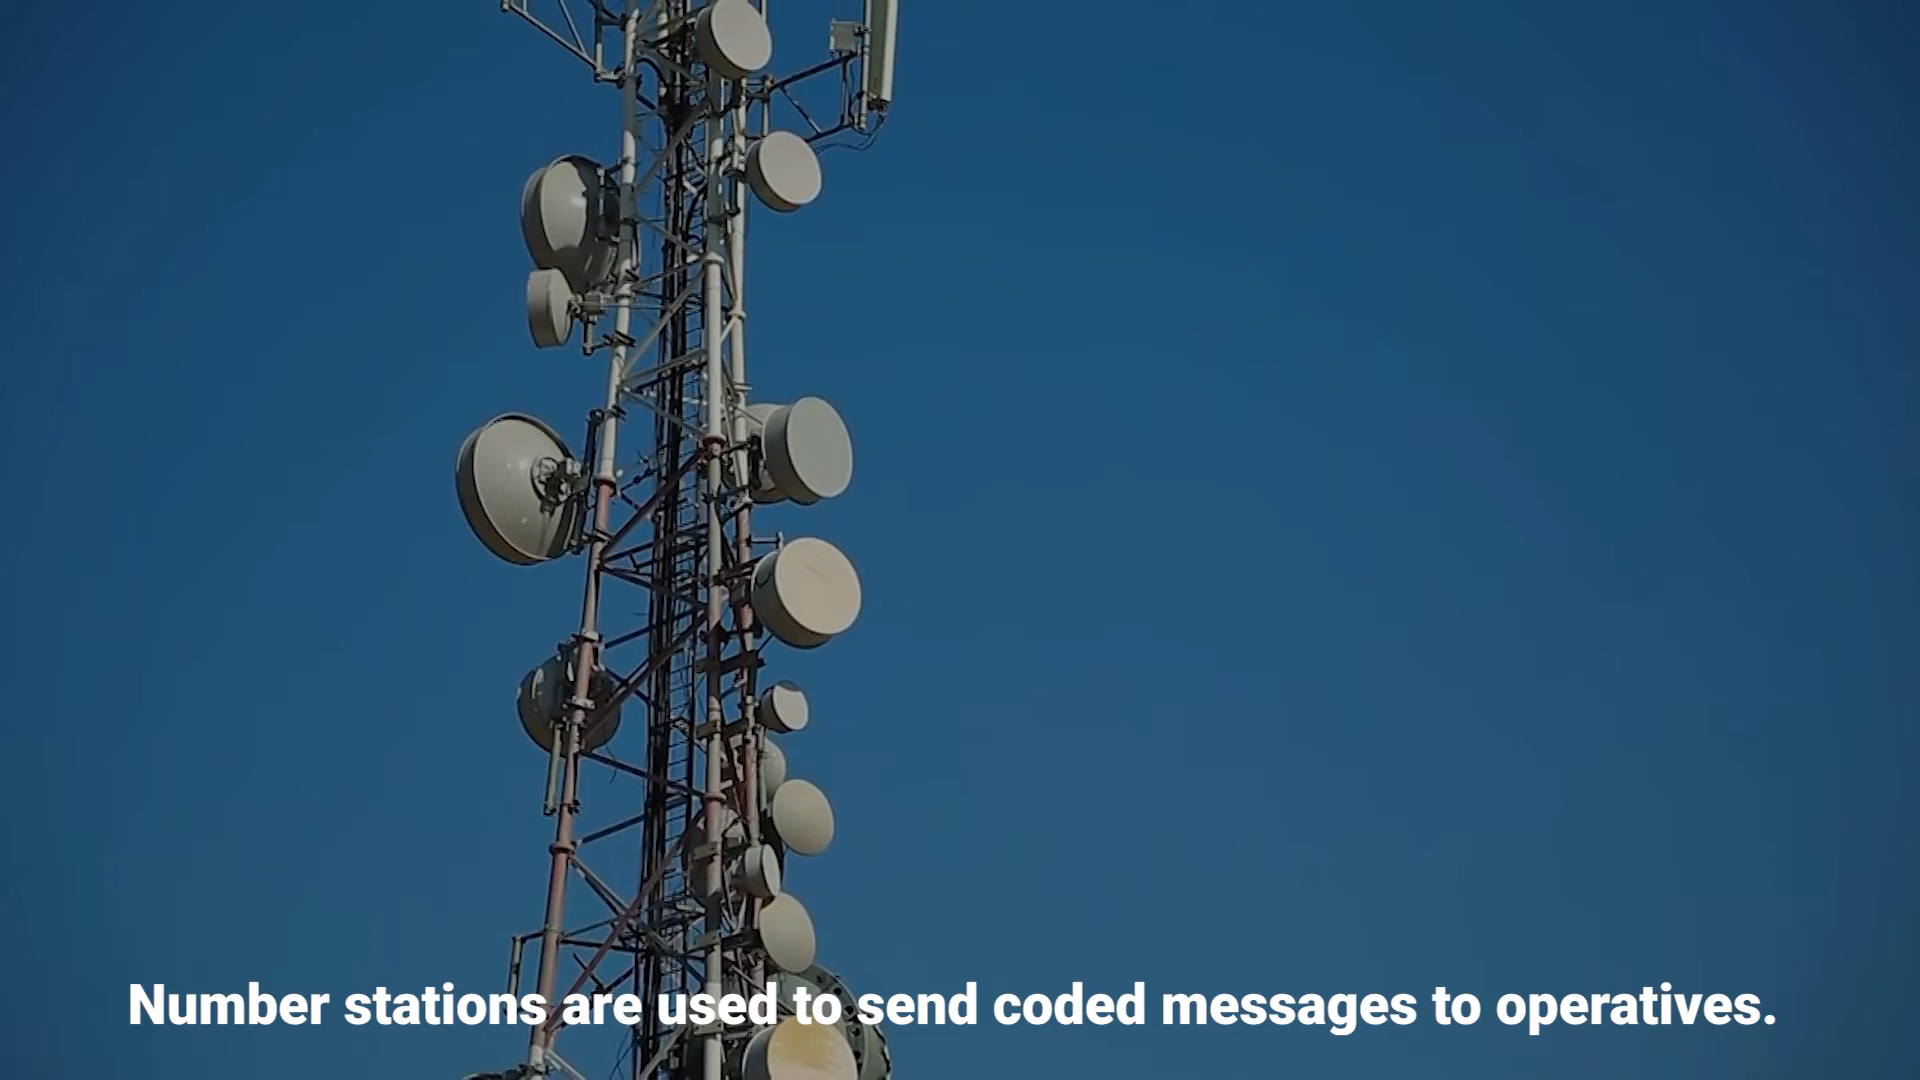 Number stations are used to send coded messages to operatives.